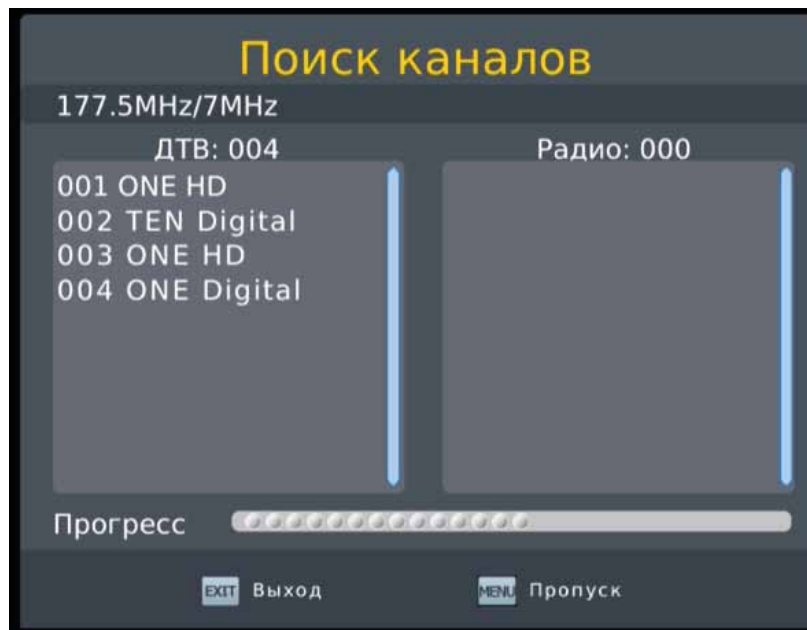 Поиск каналов
177.5MHz/7MHz
ДТВ: 004
Радио: 000
001 ONE HD
002 TEN Digital
003 ONE HD
004 ONE Digital
Прогресс
EXIT Выход
MENU Пропуск